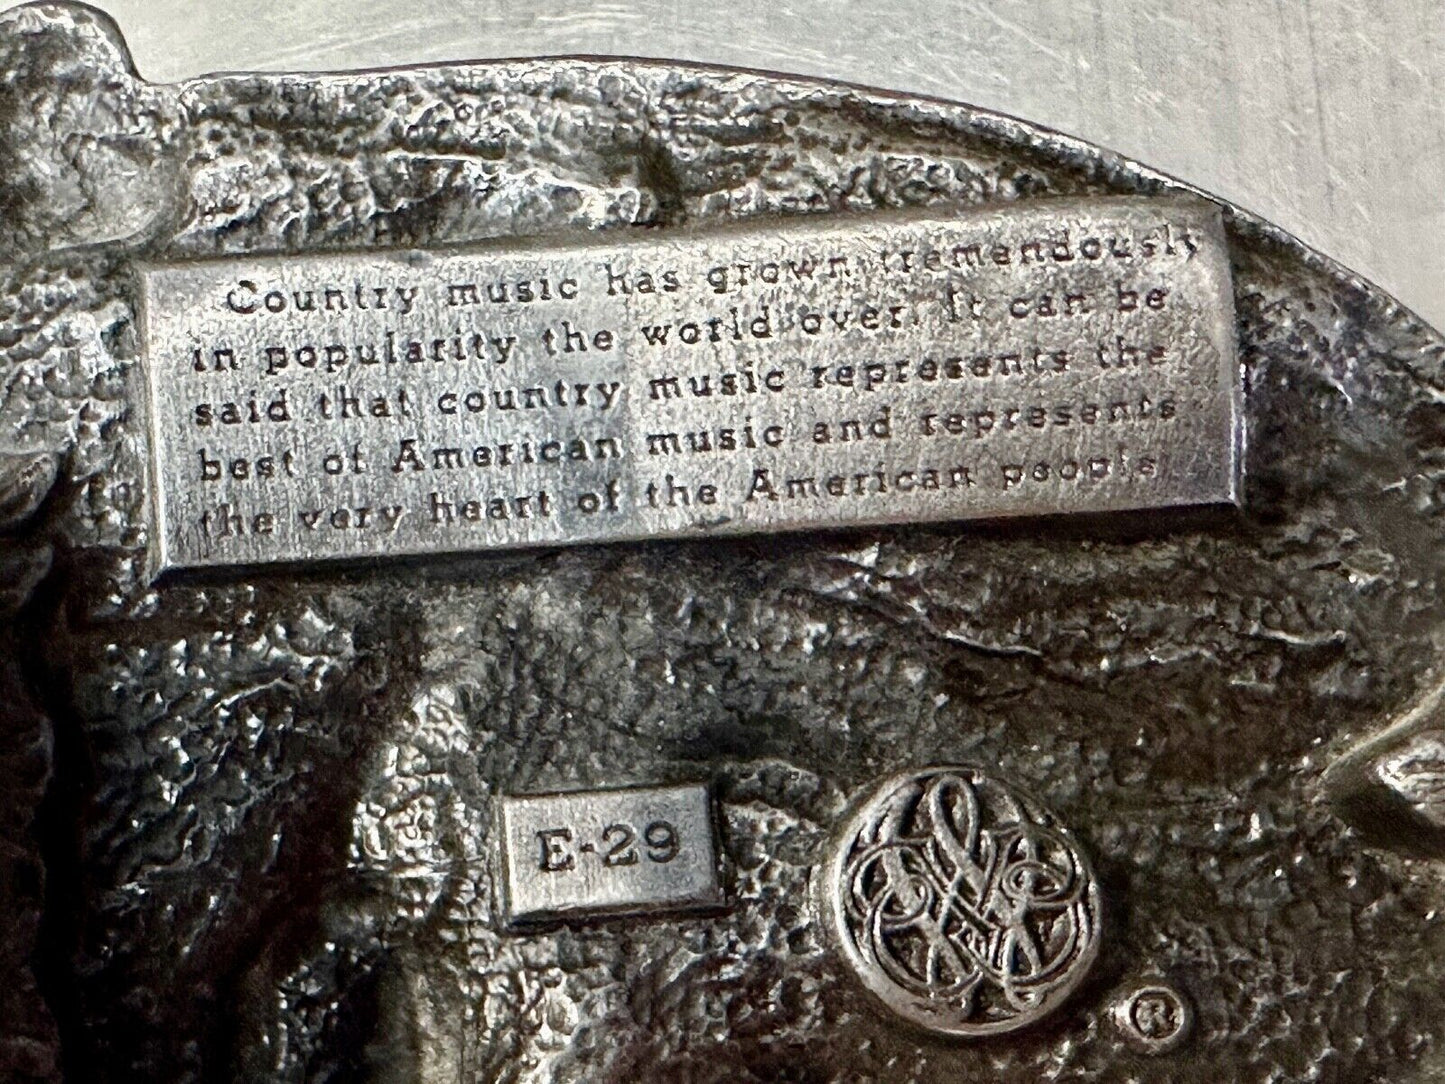 Country music has grown tremendously
in popularity the world over. It can be
said that country music represents the
best of American music and represents
the very heart of the American people
E-29
®